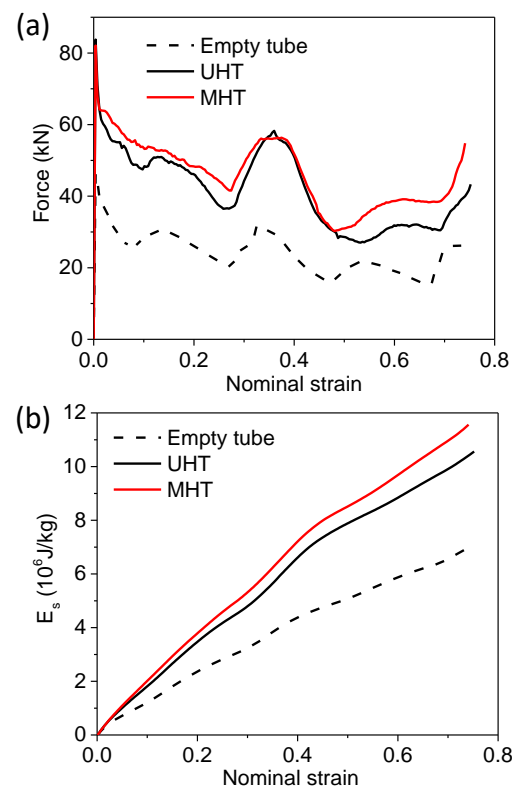 (a)
Empty tube
UHT
MHT
80
60
40
20
0
Force (kN)
0.0 0.2 0.4 0.6 0.8
Nominal strain
(b)
Empty tube
UHT
MHT
12
10
8
6
4
2
0
E_s (10^6J/kg)
0.0 0.2 0.4 0.6 0.8
Nominal strain